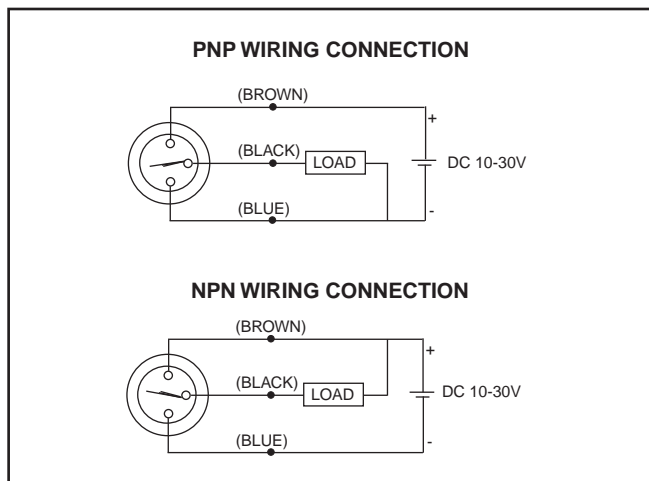 PNP WIRING CONNECTION
(BROWN)
+
(BLACK)
LOAD
DC 10-30V
(BLUE)
-
NPN WIRING CONNECTION
(BROWN)
+
(BLACK)
LOAD
DC 10-30V
(BLUE)
-